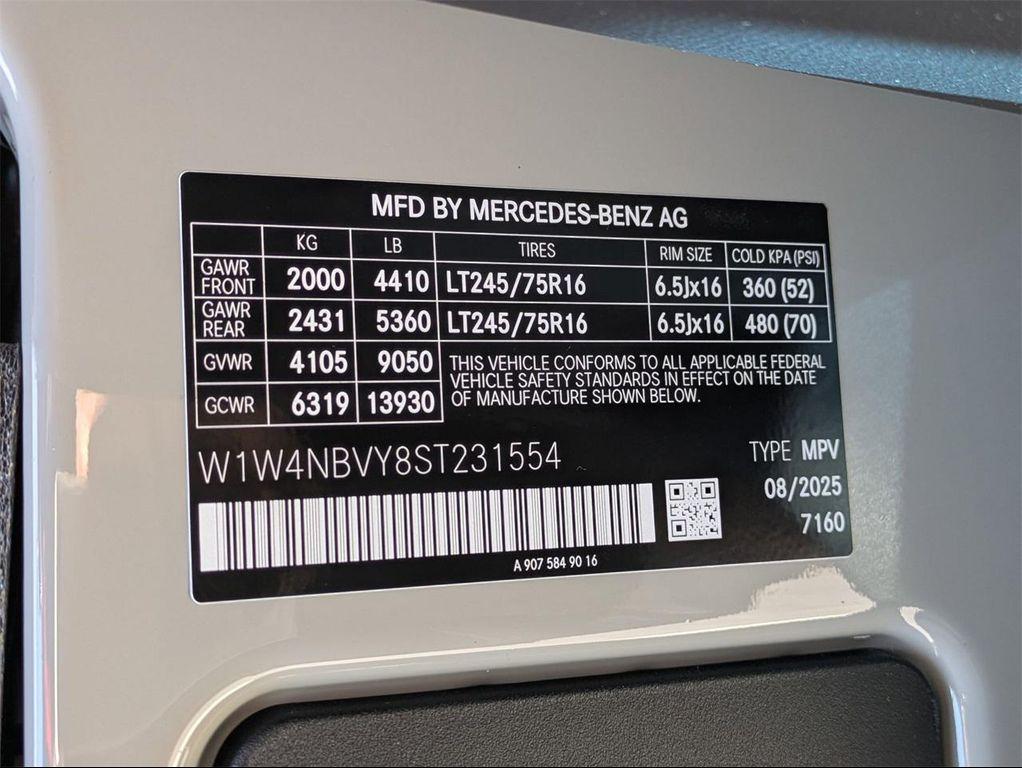 MFD BY MERCEDES-BENZ AG
KG LB TIRES RIM SIZE COLD KPA (PSI)
GAWR FRONT 2000 4410 LT245/75R16 6.5Jx16 360 (52)
GAWR REAR 2431 5360 LT245/75R16 6.5Jx16 480 (70)
GVWR 4105 9050
GCWR 6319 13930
THIS VEHICLE CONFORMS TO ALL APPLICABLE FEDERAL
VEHICLE SAFETY STANDARDS IN EFFECT ON THE DATE
OF MANUFACTURE SHOWN BELOW.
W1W4NBVY8ST231554
TYPE MPV
08/2025
7160
A 907 584 90 16